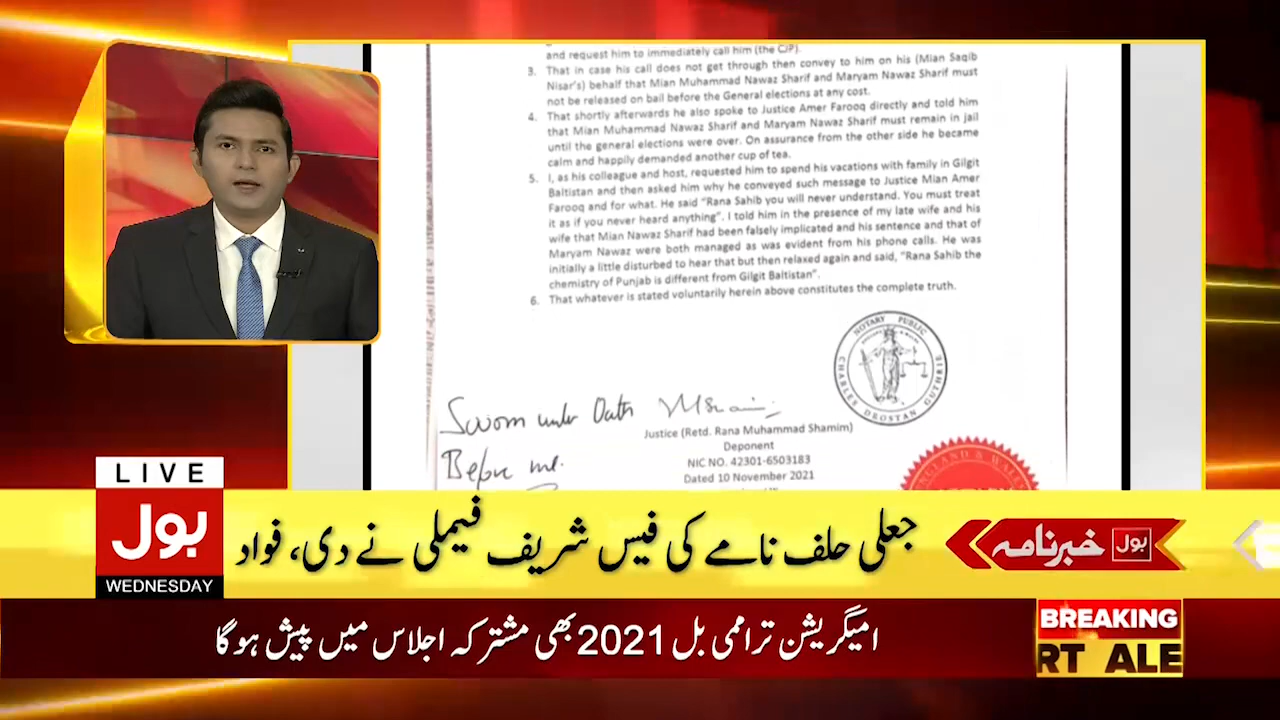 and request him to immediately call him (the CJP).
3. That in case his call does not get through then convey to him on his (Mian Saqib
Nisar's) behalf that Mian Muhammad Nawaz Sharif and Maryam Nawaz Sharif must
not be released on bail before the General elections at any cost.
4. That shortly afterwards he also spoke to Justice Amer Farooq directly and told him
that Mian Muhammad Nawaz Sharif and Maryam Nawaz Sharif must remain in jail
until the general elections were over. On assurance from the other side he became
calm and happily demanded another cup of tea.
5. I, as his colleague and host, requested him to spend his vacations with family in Gilgit
Baltistan and then asked him why he conveyed such message to Justice Mian Amer
Farooq and for what. He said "Rana Sahib you will never understand. You must treat
it as if you never heard anything". I told him in the presence of my late wife and his
wife that Mian Nawaz Sharif had been falsely implicated and his sentence and that of
Maryam Nawaz were both managed as was evident from his phone calls. He was
initially a little disturbed to hear that but then relaxed again and said, "Rana Sahib the
chemistry of Punjab is different from Gilgit Baltistan".
6. That whatever is stated voluntarily herein above constitutes the complete truth.
NOTARY PUBLIC
CHARLES DROSTAN GUTHRIE
Sworn under Oath
Before me.
Justice (Retd. Rana Muhammad Shamim)
Deponent
NIC NO. 42301-6503183
Dated 10 November 2021
ENGLAND & WALES
LIVE
بول
WEDNESDAY
بول خبرنامہ
جعلی حلف نامے کی فیس شریف فیملی نے دی، فواد
امیگریشن ترامیمی بل 2021 بھی مشترکہ اجلاس میں پیش ہوگا
BREAKING
RT ALE